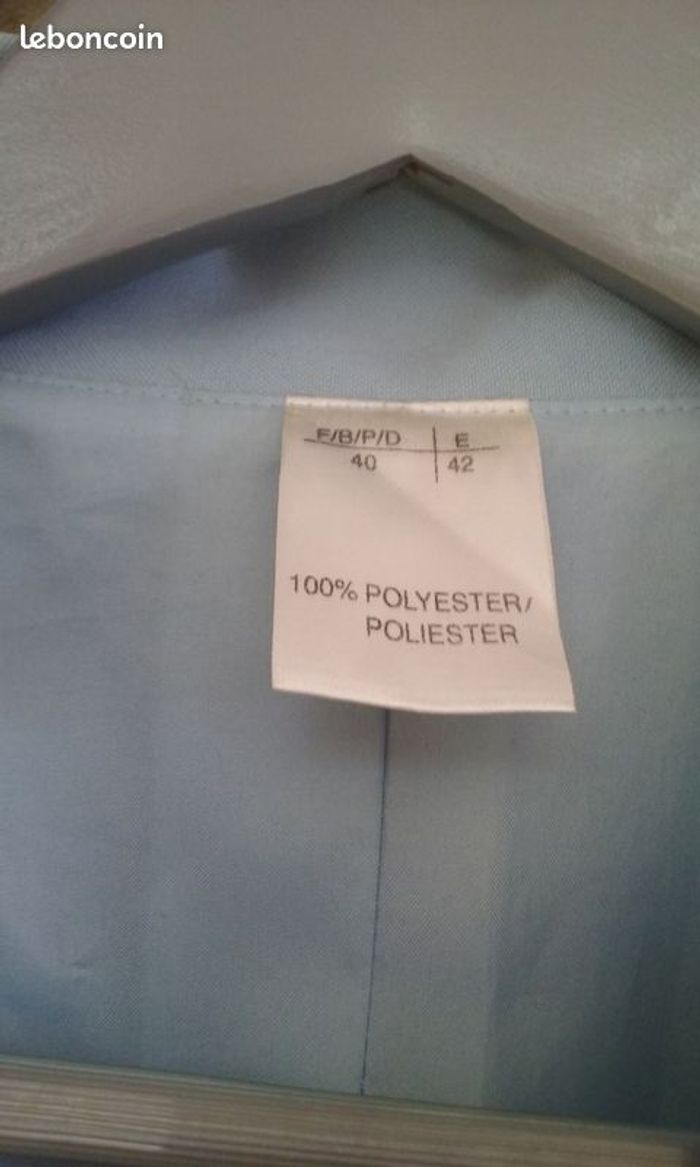 leboncoin
F/B/P/D E
40 42
100% POLYESTER/
POLIESTER